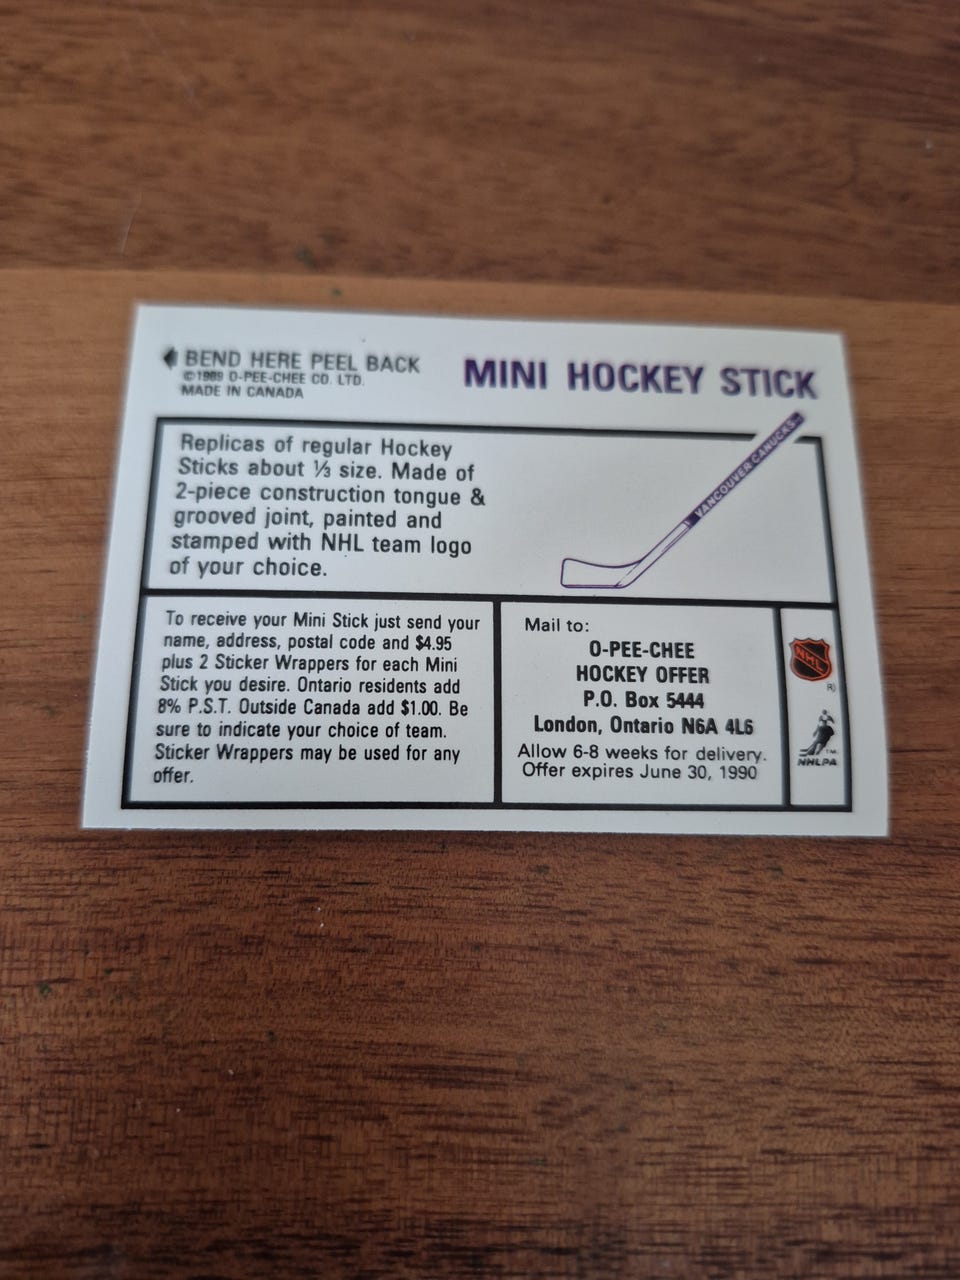 BEND HERE PEEL BACK
©1989 O-PEE-CHEE CO. LTD.
MADE IN CANADA
MINI HOCKEY STICK
Replicas of regular Hockey
Sticks about ⅓ size. Made of
2-piece construction tongue &
grooved joint, painted and
stamped with NHL team logo
of your choice.
VANCOUVER CANUCKS
To receive your Mini Stick just send your
name, address, postal code and $4.95
plus 2 Sticker Wrappers for each Mini
Stick you desire. Ontario residents add
8% P.S.T. Outside Canada add $1.00. Be
sure to indicate your choice of team.
Sticker Wrappers may be used for any
offer.
Mail to:
O-PEE-CHEE
HOCKEY OFFER
P.O. Box 5444
London, Ontario N6A 4L6
Allow 6-8 weeks for delivery.
Offer expires June 30, 1990
NHL
R)
TM
NHLPA